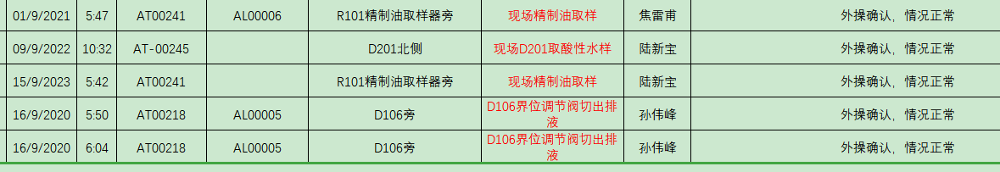 01/9/2021 5:47 AT00241 AL00006 R101精制油取样器旁 现场精制油取样 焦雷甫 外操确认，情况正常
09/9/2022 10:32 AT-00245 D201北侧 现场D201取酸性水样 陆新宝 外操确认，情况正常
15/9/2023 5:42 AT00241 R101精制油取样器旁 现场精制油取样 陆新宝 外操确认，情况正常
16/9/2020 5:50 AT00218 AL00005 D106旁 D106界位调节阀切出排
液 孙伟峰 外操确认，情况正常
16/9/2020 6:04 AT00218 AL00005 D106旁 D106界位调节阀切出排
液 孙伟峰 外操确认，情况正常